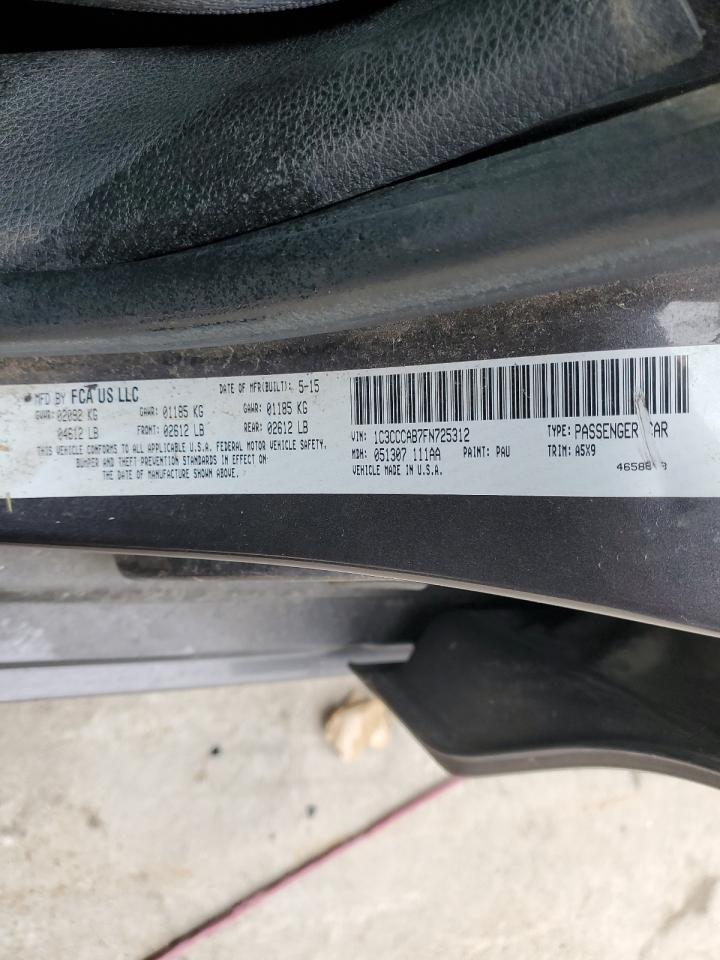 MFD BY FCA US LLC DATE OF MFR(BUILT): 5-15
GVWR: 02092 KG GAWR: 01185 KG GAWR: 01185 KG
04612 LB FRONT: 02612 LB REAR: 02612 LB
THIS VEHICLE CONFORMS TO ALL APPLICABLE U.S.A. FEDERAL MOTOR VEHICLE SAFETY,
BUMPER AND THEFT PREVENTION STANDARDS IN EFFECT ON
THE DATE OF MANUFACTURE SHOWN ABOVE.
VIN: 1C3CCCAB7FN725312 TYPE: PASSENGER CAR
MDH: 051307 111AA PAINT: PAU TRIM: A5X9
VEHICLE MADE IN U.S.A.